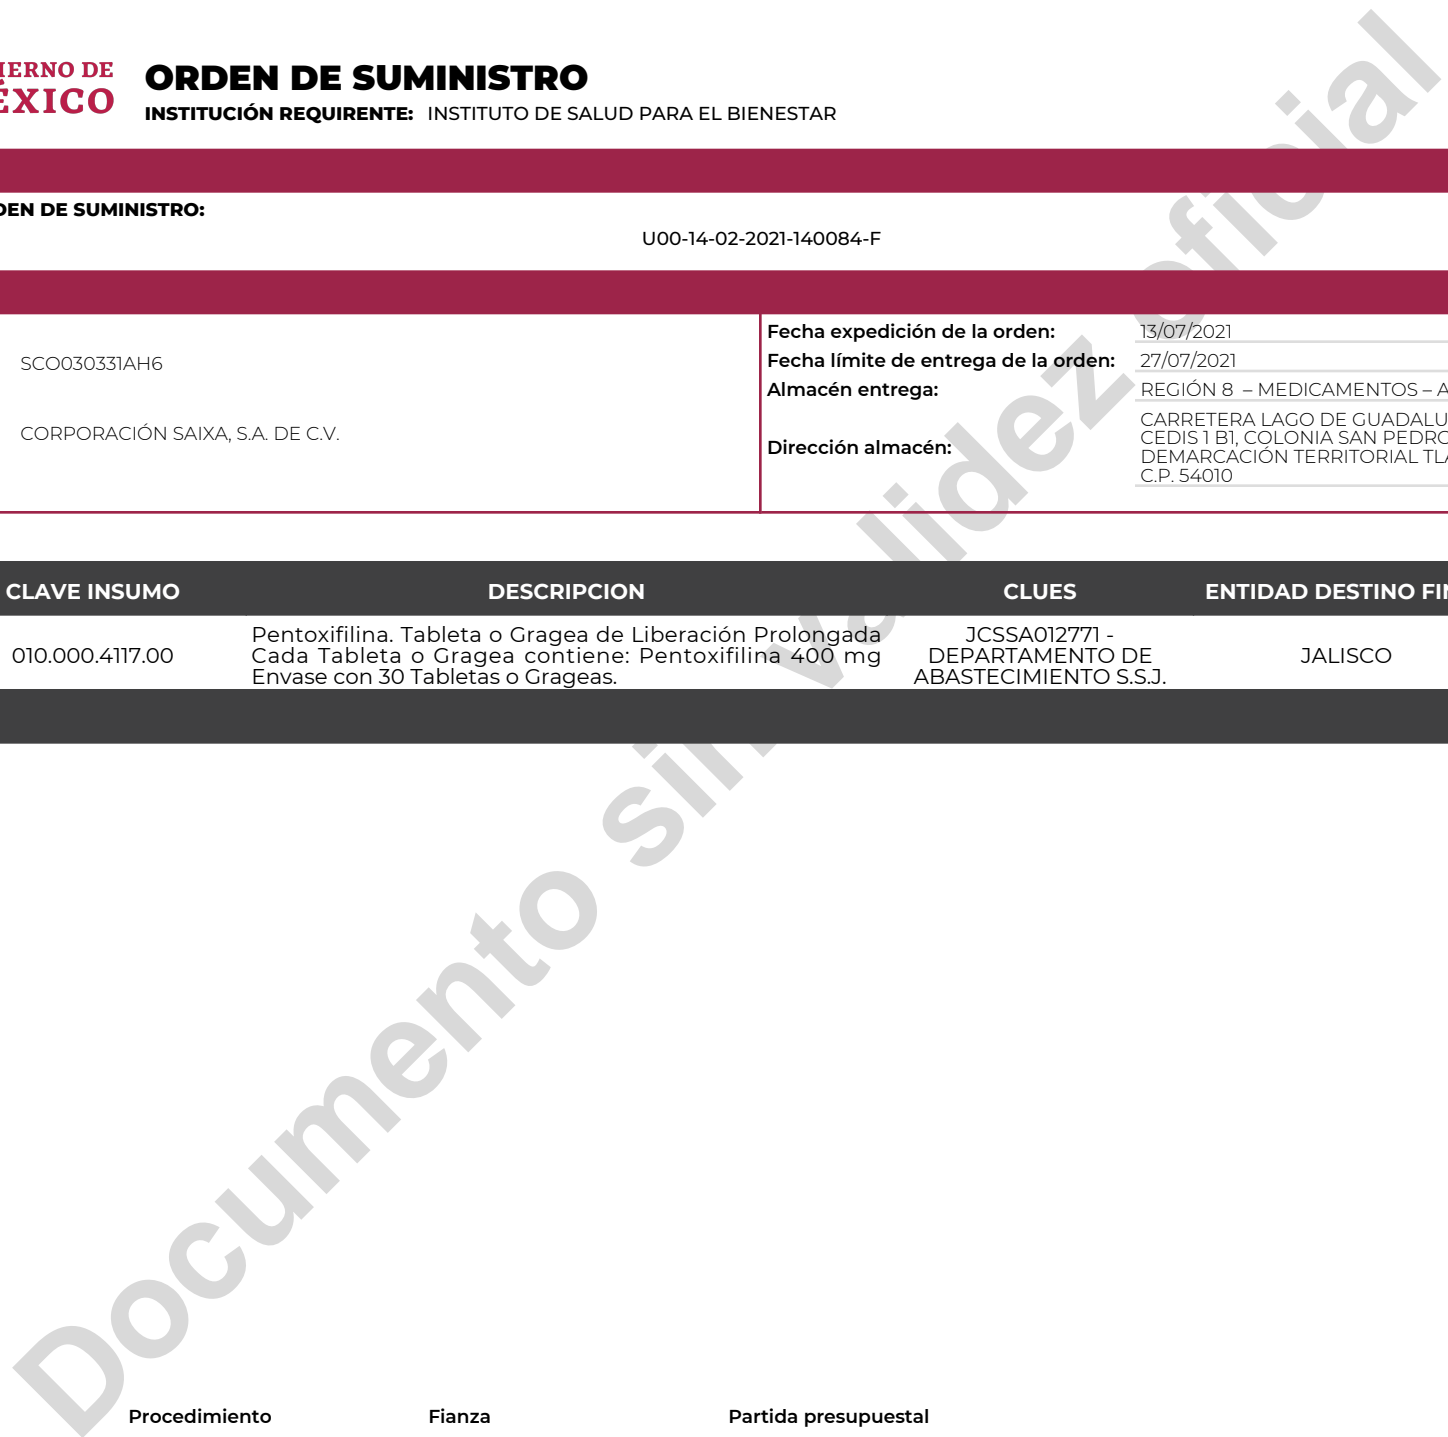 IERNO DE
ÉXICO
ORDEN DE SUMINISTRO
INSTITUCIÓN REQUIRENTE: INSTITUTO DE SALUD PARA EL BIENESTAR
DEN DE SUMINISTRO:
U00-14-02-2021-140084-F
SCO030331AH6
CORPORACIÓN SAIXA, S.A. DE C.V.
Fecha expedición de la orden: 13/07/2021
Fecha límite de entrega de la orden: 27/07/2021
Almacén entrega: REGIÓN 8 – MEDICAMENTOS – A
Dirección almacén:
CARRETERA LAGO DE GUADALU
CEDIS 1 B1, COLONIA SAN PEDRO
DEMARCACIÓN TERRITORIAL TLA
C.P. 54010
CLAVE INSUMO DESCRIPCION CLUES ENTIDAD DESTINO FIN
010.000.4117.00
Pentoxifilina. Tableta o Gragea de Liberación Prolongada
Cada Tableta o Gragea contiene: Pentoxifilina 400 mg
Envase con 30 Tabletas o Grageas.
JCSSA012771 -
DEPARTAMENTO DE
ABASTECIMIENTO S.S.J.
JALISCO
Documento sin validez oficial
Procedimiento Fianza Partida presupuestal